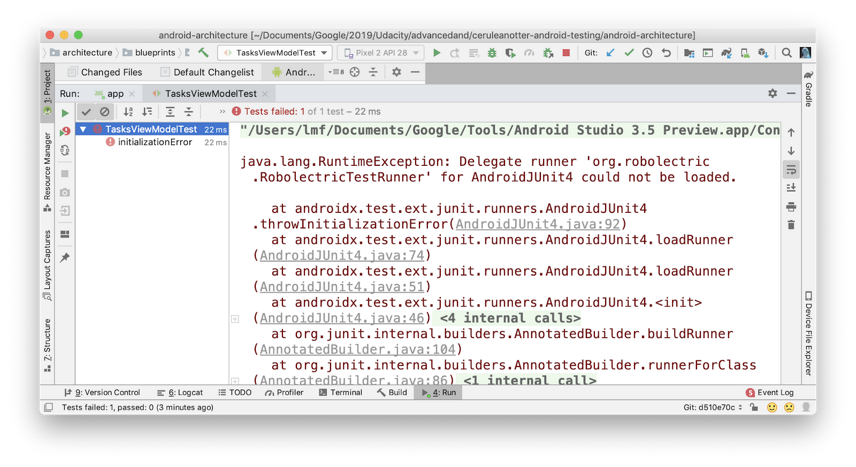 android-architecture [~/Documents/Google/2019/Udacity/advancedand/ceruleanotter-android-testing/android-architecture]
architecture
blueprints
TasksViewModelTest
Pixel 2 API 28
Git:
Changed Files
Default Changelist
Andr...
Run:
app
TasksViewModelTest
Tests failed: 1 of 1 test – 22 ms
TasksViewModelTest 22 ms
initializationError 22 ms
"/Users/lmf/Documents/Google/Tools/Android Studio 3.5 Preview.app/Con
java.lang.RuntimeException: Delegate runner 'org.robolectric
.RobolectricTestRunner' for AndroidJUnit4 could not be loaded.
at androidx.test.ext.junit.runners.AndroidJUnit4
.throwInitializationError(AndroidJUnit4.java:92)
at androidx.test.ext.junit.runners.AndroidJUnit4.loadRunner
(AndroidJUnit4.java:74)
at androidx.test.ext.junit.runners.AndroidJUnit4.loadRunner
(AndroidJUnit4.java:51)
at androidx.test.ext.junit.runners.AndroidJUnit4.<init>
(AndroidJUnit4.java:46) <4 internal calls>
at org.junit.internal.builders.AnnotatedBuilder.buildRunner
(AnnotatedBuilder.java:104)
at org.junit.internal.builders.AnnotatedBuilder.runnerForClass
(AnnotatedBuilder.java:86) <1 internal call>
1: Project
Resource Manager
Layout Captures
7: Structure
Gradle
Device File Explorer
9: Version Control
6: Logcat
TODO
Profiler
Terminal
Build
4: Run
5 Event Log
Tests failed: 1, passed: 0 (3 minutes ago)
Git: d510e70c